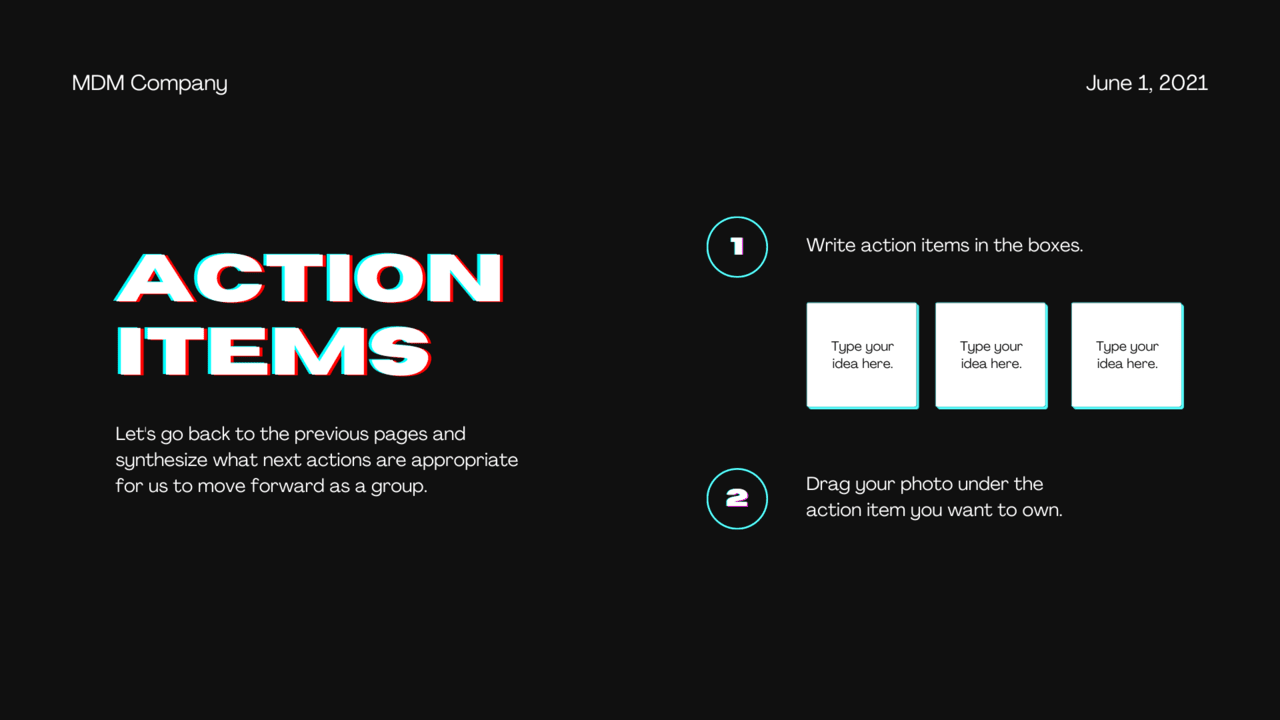 MDM Company
June 1, 2021
ACTION
ITEMS
Let's go back to the previous pages and
synthesize what next actions are appropriate
for us to move forward as a group.
1
Write action items in the boxes.
Type your
idea here.
Type your
idea here.
Type your
idea here.
2
Drag your photo under the
action item you want to own.